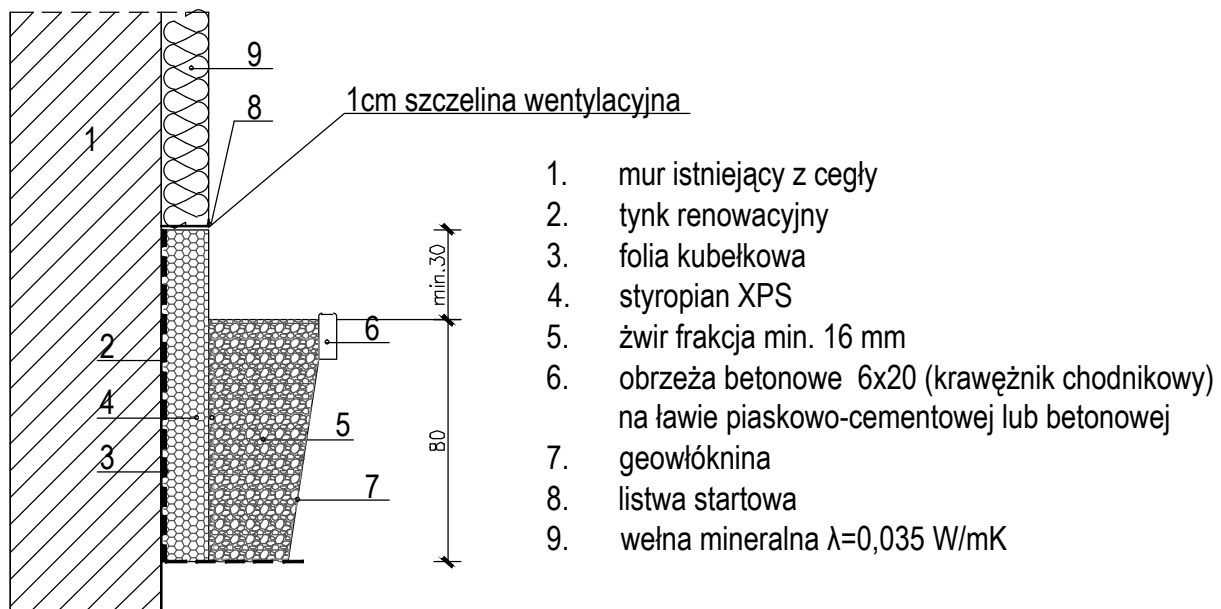 9
8
1cm szczelina wentylacyjna
1
min.30
6
2
4
5
3
80
7
1. mur istniejący z cegły
2. tynk renowacyjny
3. folia kubełkowa
4. styropian XPS
5. żwir frakcja min. 16 mm
6. obrzeża betonowe 6x20 (krawężnik chodnikowy)
na ławie piaskowo-cementowej lub betonowej
7. geowłóknina
8. listwa startowa
9. wełna mineralna λ=0,035 W/mK